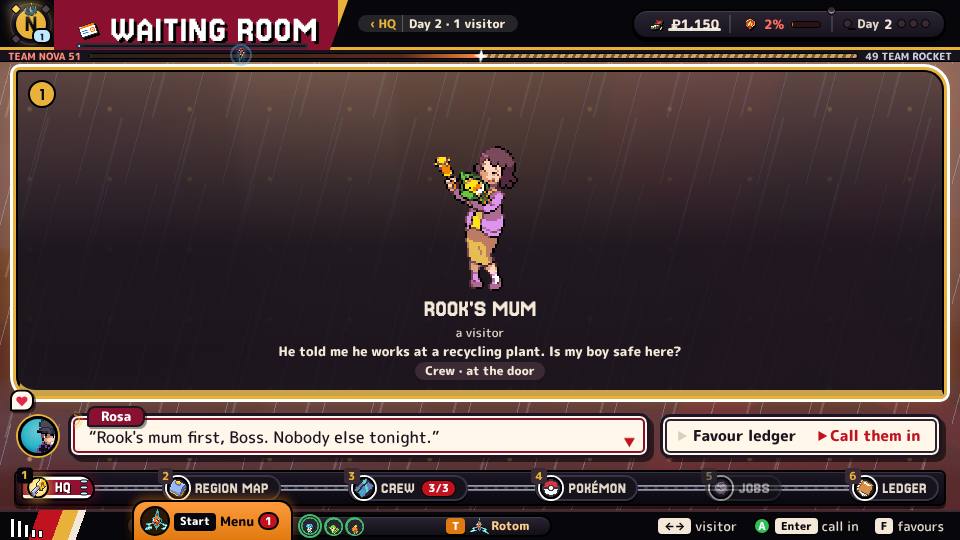 N
1
WAITING ROOM
‹ HQ | Day 2 · 1 visitor
₽1,150
2%
Day 2
TEAM NOVA 51
49 TEAM ROCKET
1
ROOK'S MUM
a visitor
He told me he works at a recycling plant. Is my boy safe here?
Crew · at the door
Rosa
“Rook's mum first, Boss. Nobody else tonight.”
Favour ledger
Call them in
1 HQ
2 REGION MAP
3 CREW 3/3
4 POKÉMON
5 JOBS
6 LEDGER
Start Menu 1
T Rotom
visitor
A Enter call in
F favours